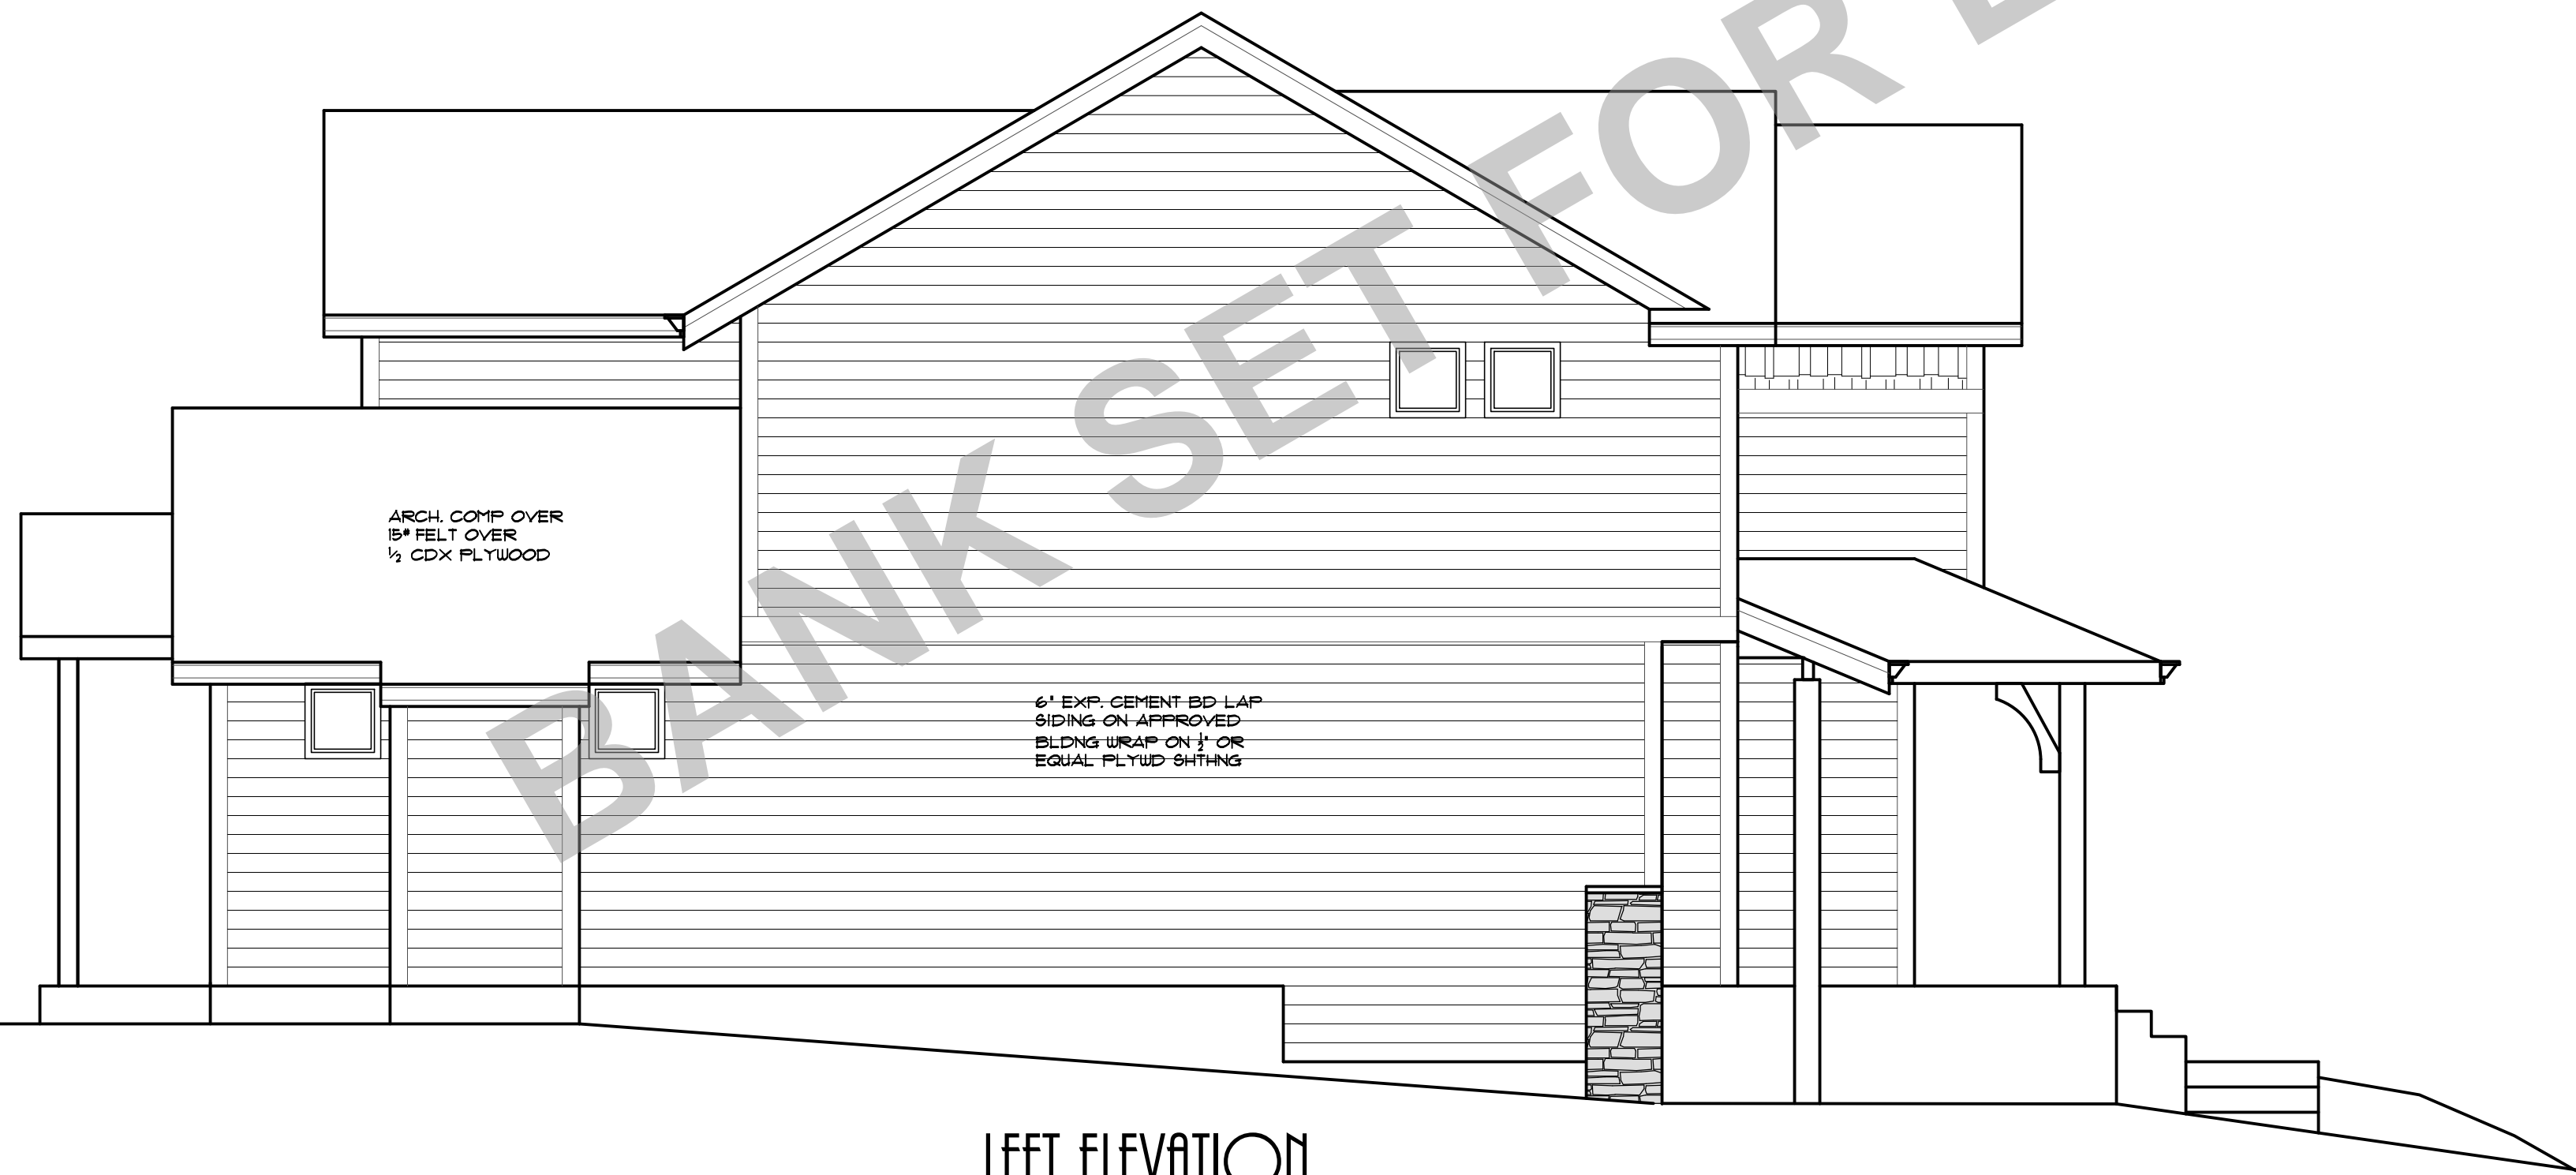 BANK SET FOR
ARCH. COMP OVER
15# FELT OVER
½ CDX PLYWOOD
6" EXP. CEMENT BD LAP
SIDING ON APPROVED
BLDNG WRAP ON ½" OR
EQUAL PLYWD SHTHNG
LEFT ELEVATION